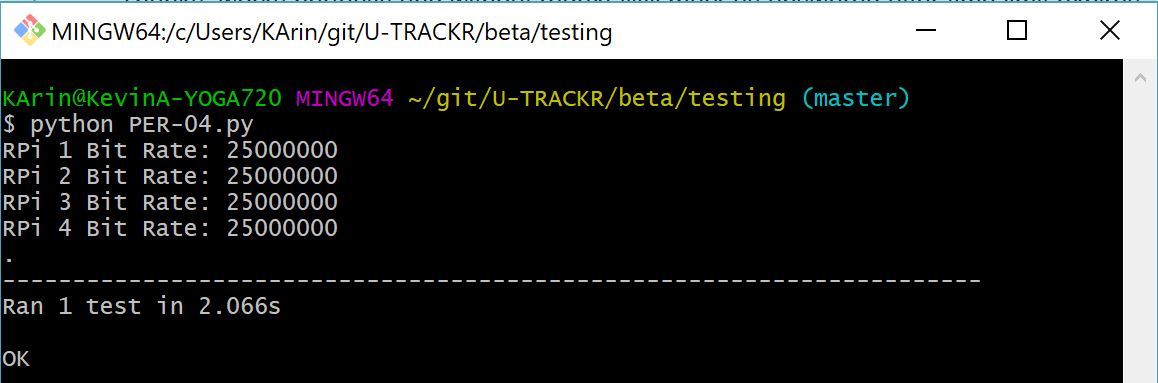 MINGW64:/c/Users/KArin/git/U-TRACKR/beta/testing
KArin@KevinA-YOGA720 MINGW64 ~/git/U-TRACKR/beta/testing (master)
$ python PER-04.py
RPi 1 Bit Rate: 25000000
RPi 2 Bit Rate: 25000000
RPi 3 Bit Rate: 25000000
RPi 4 Bit Rate: 25000000
.
----------------------------------------------------------------------
Ran 1 test in 2.066s
OK